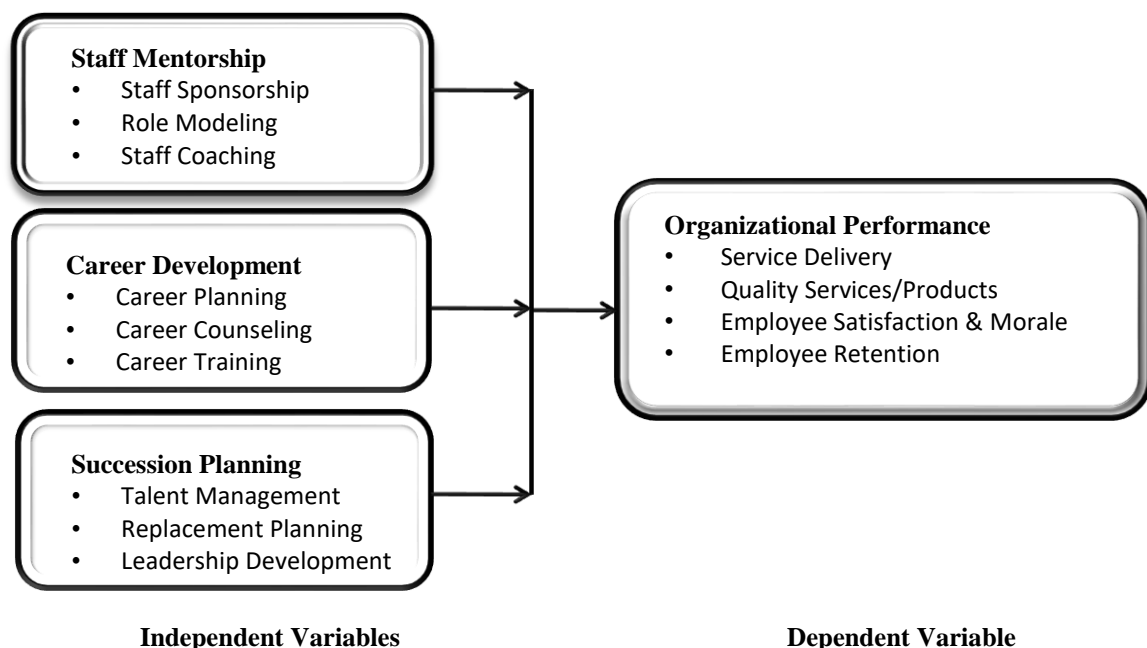 Staff Mentorship
• Staff Sponsorship
• Role Modeling
• Staff Coaching
Career Development
• Career Planning
• Career Counseling
• Career Training
Succession Planning
• Talent Management
• Replacement Planning
• Leadership Development
Independent Variables
Organizational Performance
• Service Delivery
• Quality Services/Products
• Employee Satisfaction & Morale
• Employee Retention
Dependent Variable